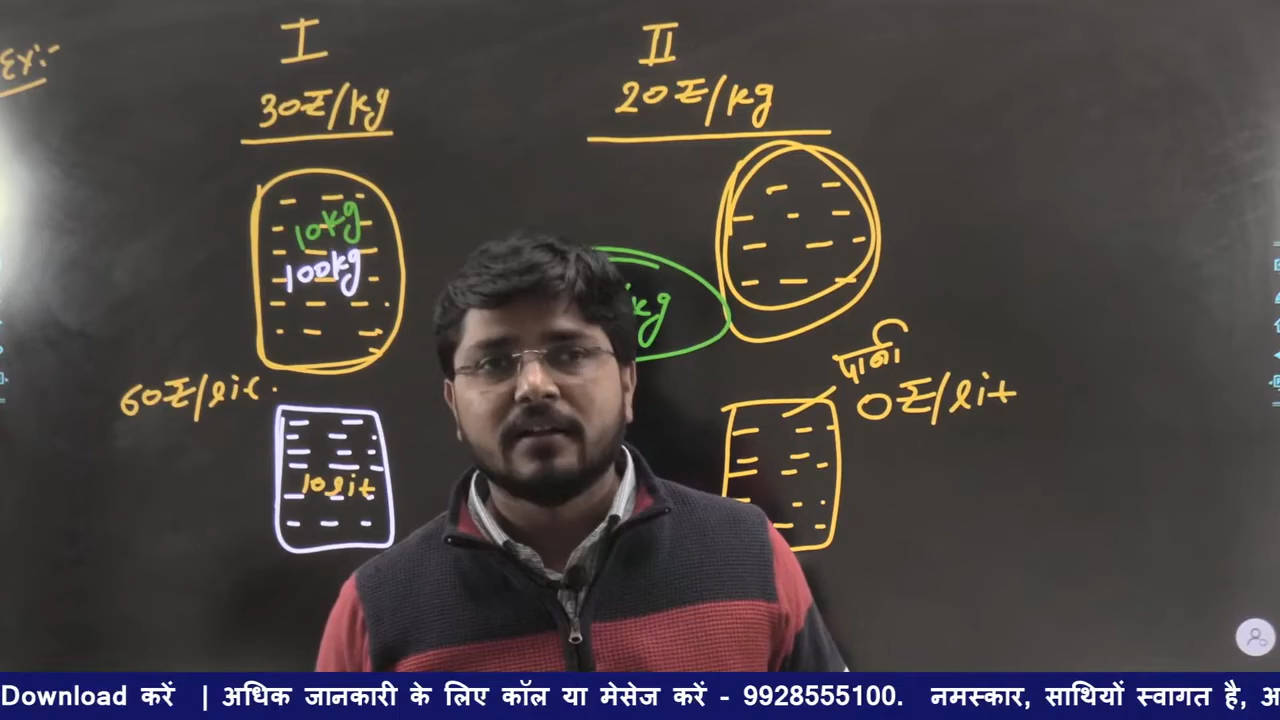 Ex:-
I
II
30₹/kg
20₹/kg
10kg
100kg
kg
60₹/lit.
पानी
0₹/lit
10lit
Download करें | अधिक जानकारी के लिए कॉल या मेसेज करें - 9928555100. नमस्कार, साथियों स्वागत है, अ